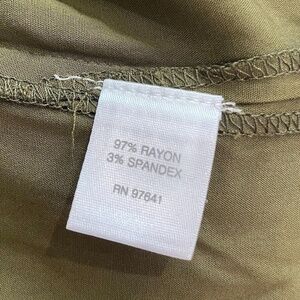 97% RAYON
3% SPANDEX
RN 97641